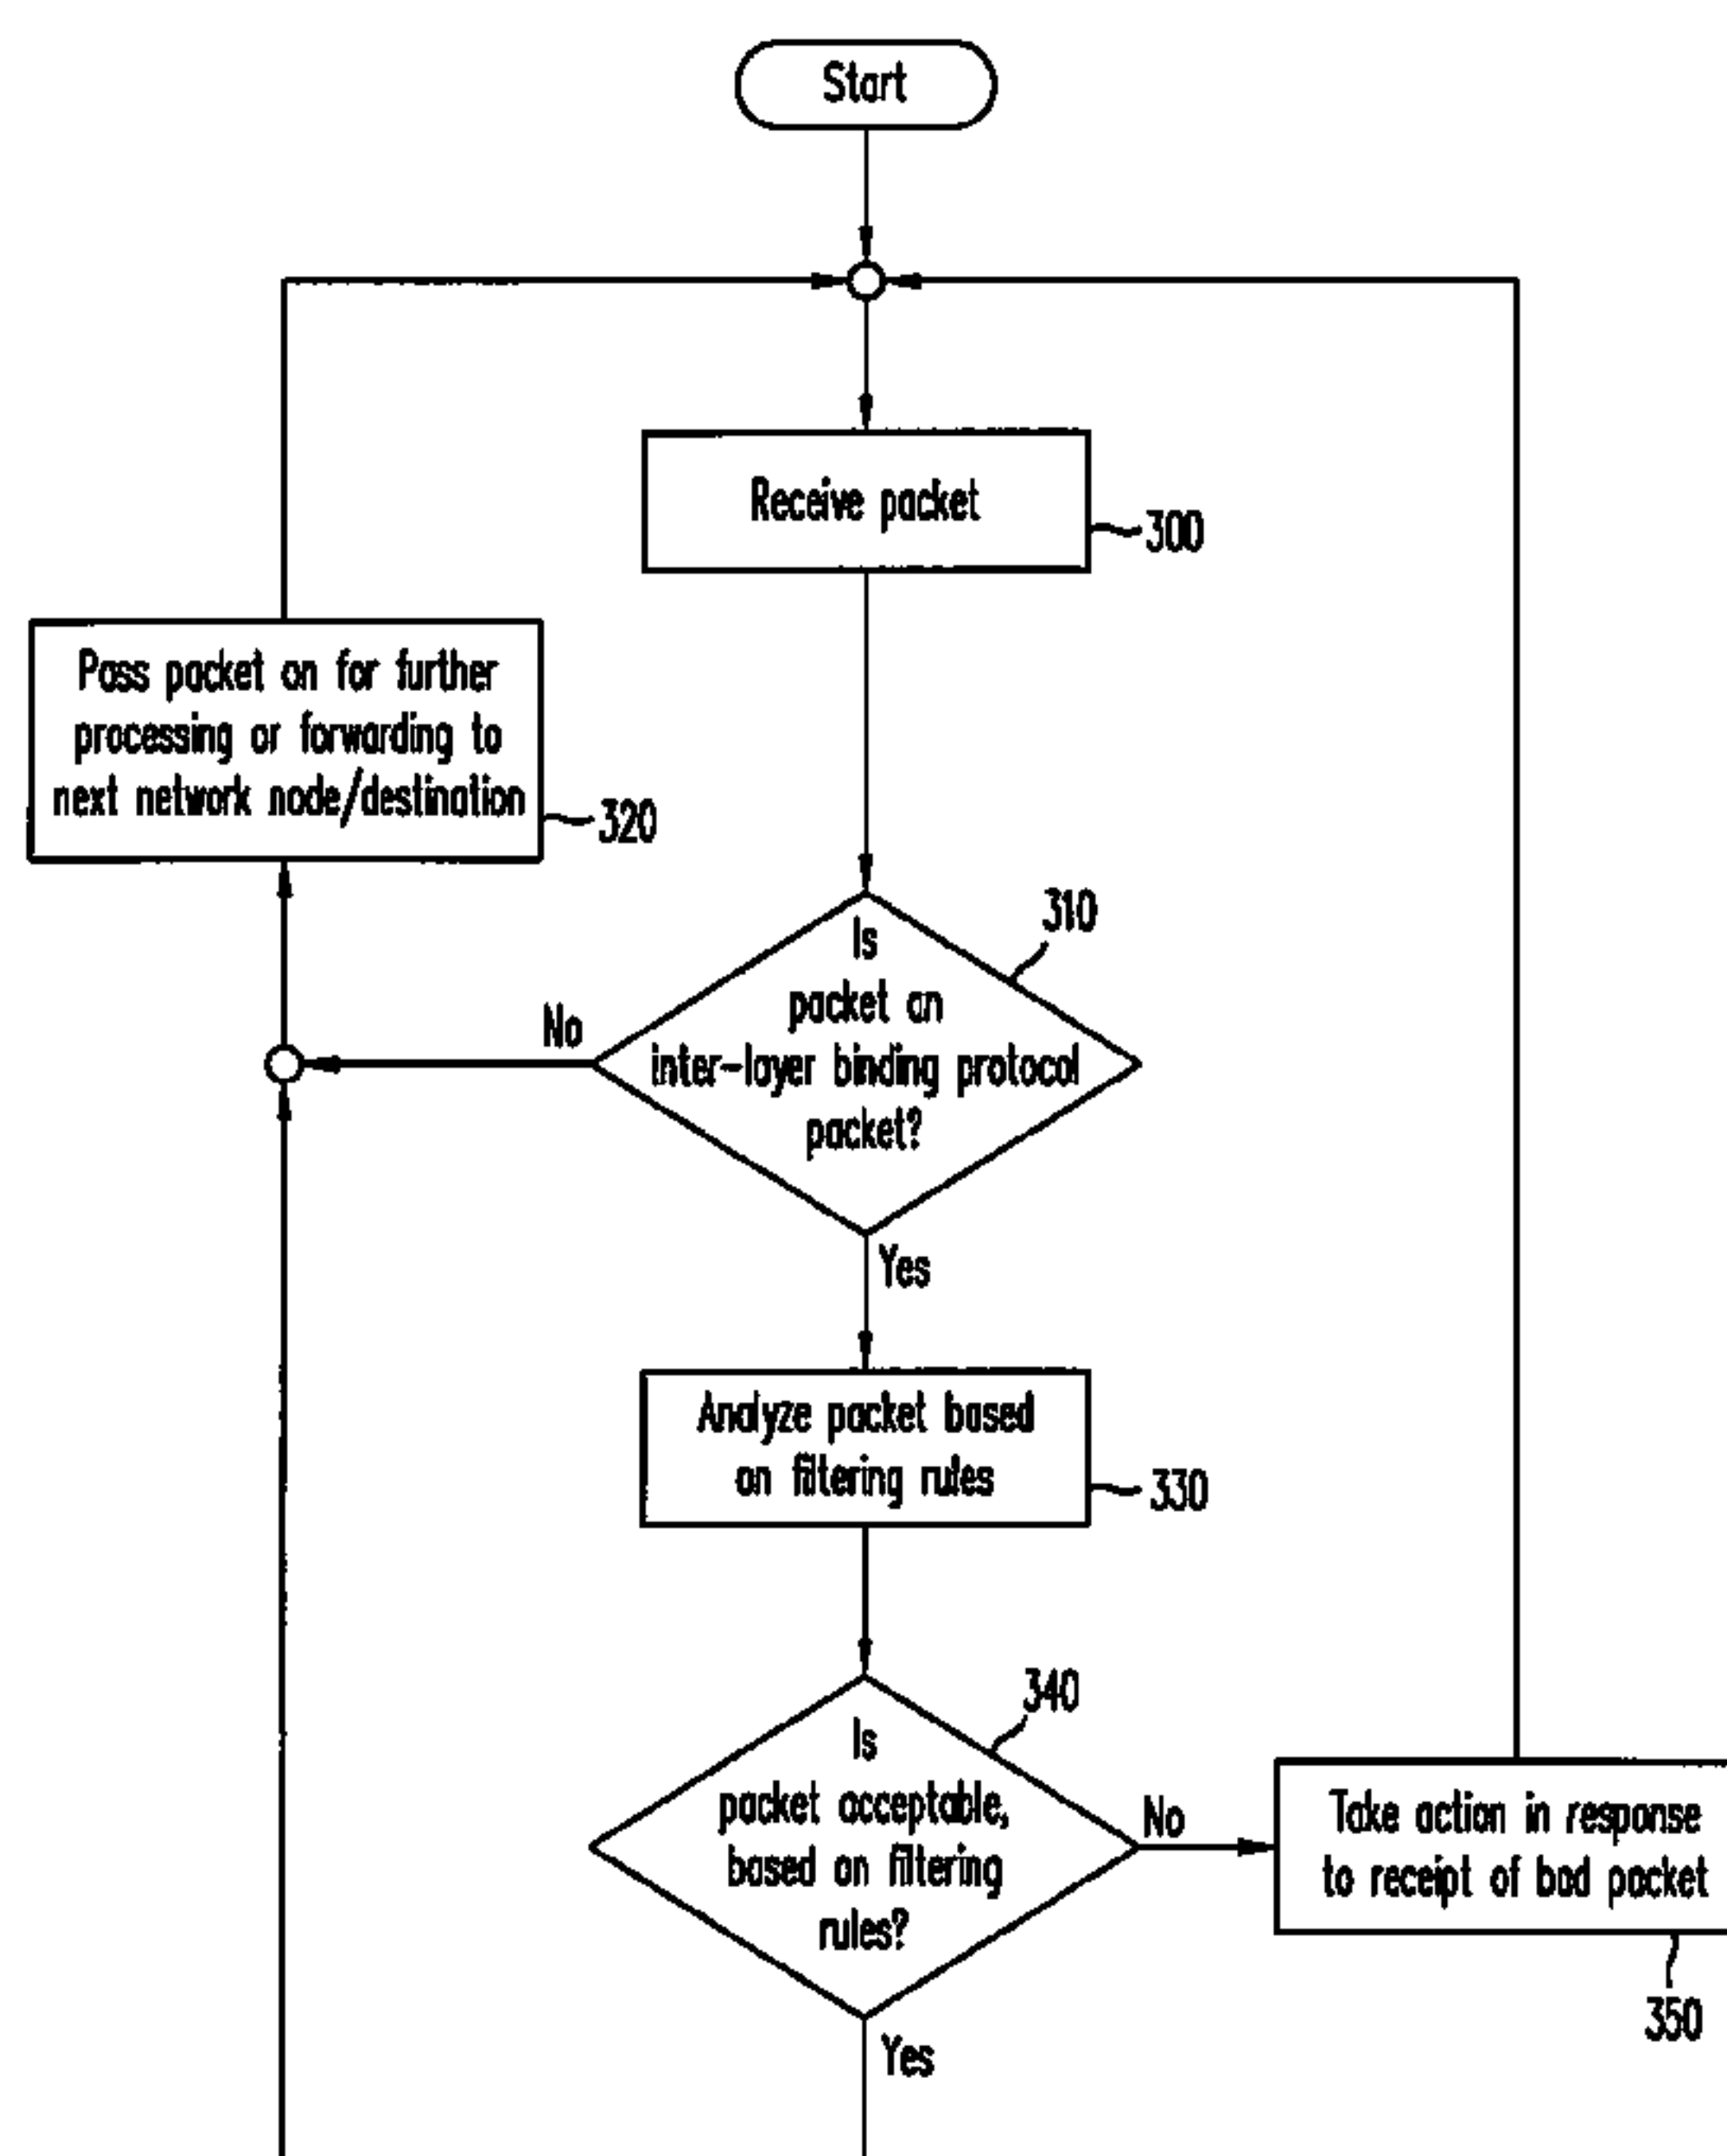 Start
Receive packet
300
Pass packet on for further
processing or forwarding to
next network node/destination
320
310
Is
packet an
inter-layer binding protocol
packet?
No
Yes
Analyze packet based
on filtering rules
330
340
Is
packet acceptable,
based on filtering
rules?
No
Take action in response
to receipt of bad packet
350
Yes